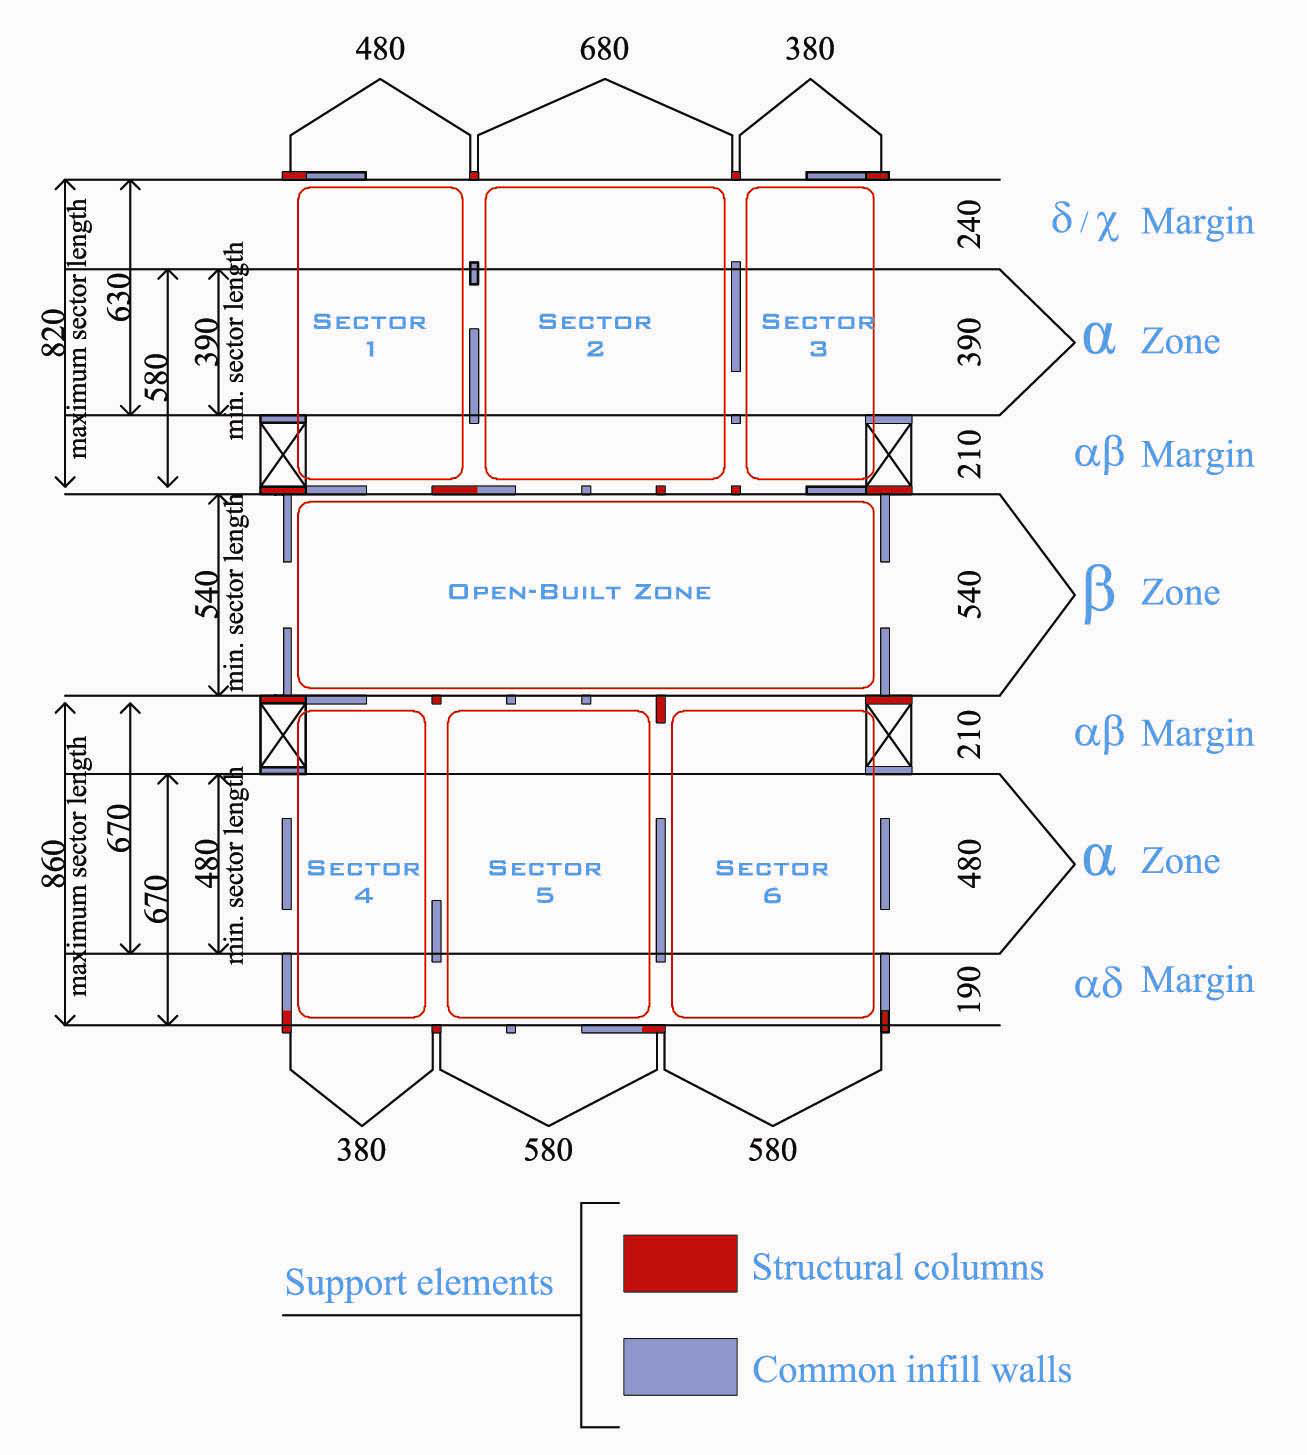 480
680
380
820
maximum sector length
630
580
390
min. sector length
SECTOR
1
SECTOR
2
SECTOR
3
240
δ / χ Margin
390
α Zone
210
αβ Margin
540
min. sector length
OPEN-BUILT ZONE
540
β Zone
210
αβ Margin
860
maximum sector length
670
670
480
min. sector length
SECTOR
4
SECTOR
5
SECTOR
6
480
α Zone
190
αδ Margin
380
580
580
Support elements
Structural columns
Common infill walls